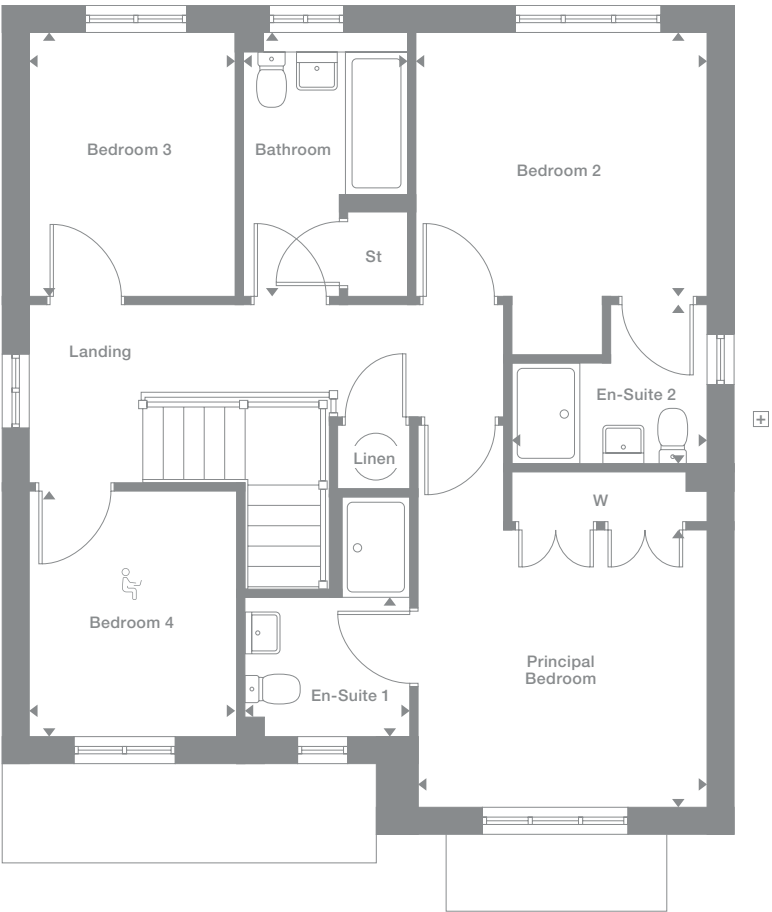 Bedroom 3
Bathroom
Bedroom 2
St
Landing
En-Suite 2
Linen
W
Bedroom 4
Principal
Bedroom
En-Suite 1